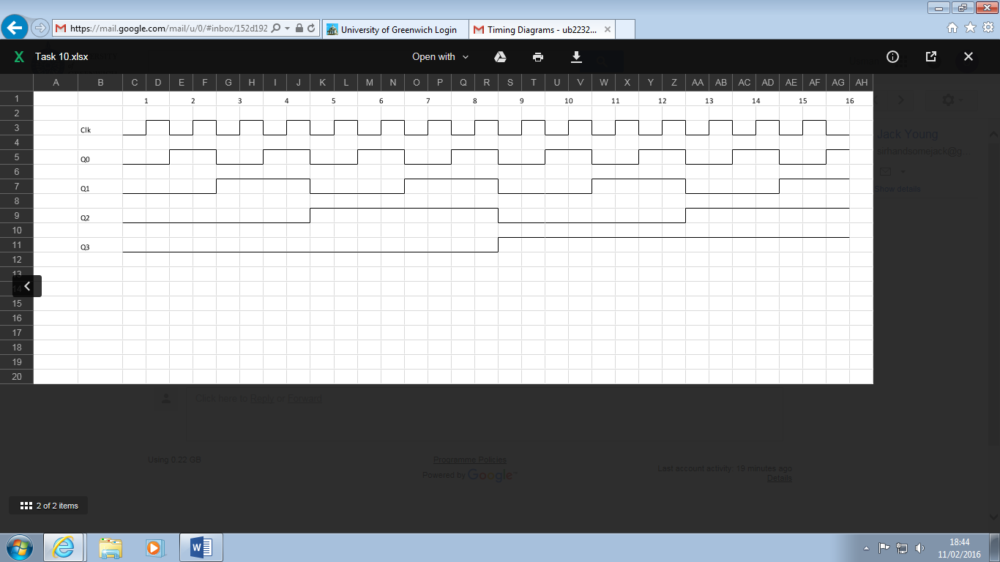 https://mail.google.com/mail/u/0/#inbox/152d192
University of Greenwich Login
Timing Diagrams - ub2232...
Task 10.xlsx
Open with
A B C D E F G H I J K L M N O P Q R S T U V W X Y Z AA AB AC AD AE AF AG AH
1 1 2 3 4 5 6 7 8 9 10 11 12 13 14 15 16
2
3 Clk
4
5 Q0
6
7 Q1
8
9 Q2
10
11 Q3
12
13
14
15
16
17
18
19
20
Jack Young
sirhandsomejack@g...
Show details
Click here to Reply or Forward
Using 0.22 GB
Programme Policies
Powered by Google
Last account activity: 19 minutes ago
Details
2 of 2 items
18:44
11/02/2016